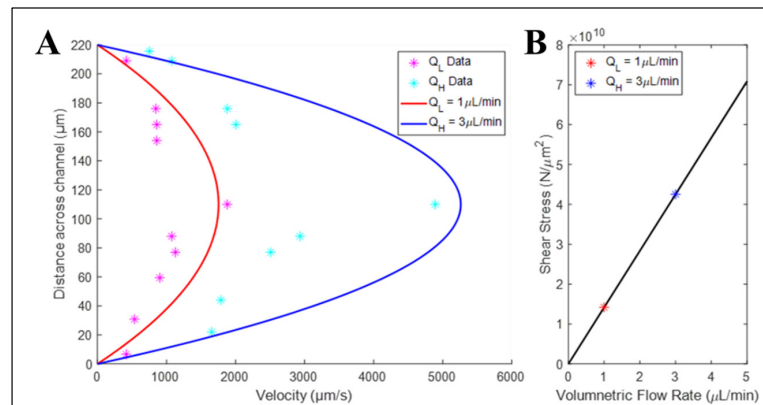 A
220
200
180
160
140
120
100
80
60
40
20
0
Distance across channel (µm)
0
1000
2000
3000
4000
5000
6000
Velocity (µm/s)
Q_L Data
Q_H Data
Q_L = 1µL/min
Q_H = 3µL/min
B
×10^10
8
7
6
5
4
3
2
1
0
Shear Stress (N/µm²)
0
1
2
3
4
5
Volumnetric Flow Rate (µL/min)
Q_L = 1µL/min
Q_H = 3µL/min